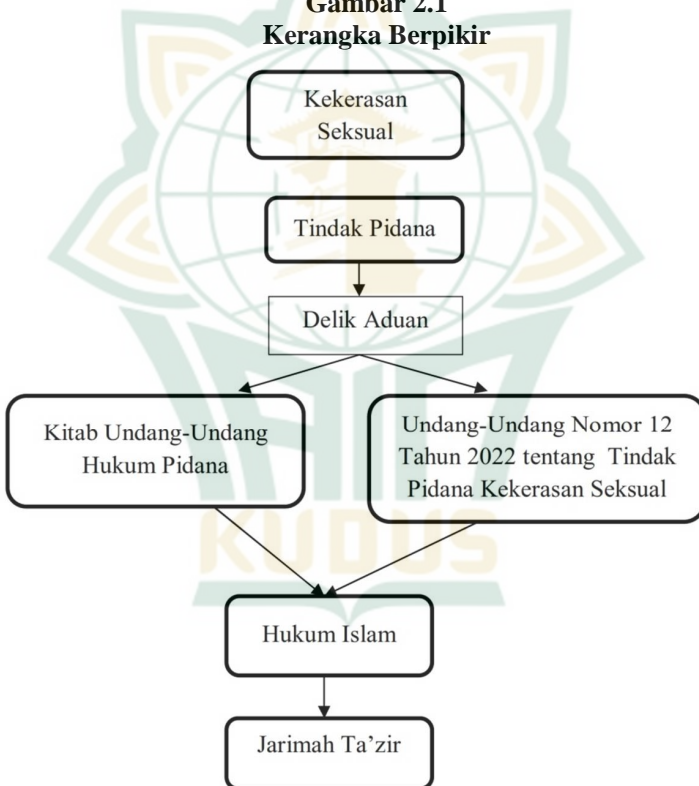 Gambar 2.1
Kerangka Berpikir
Kekerasan
Seksual
Tindak Pidana
Delik Aduan
Kitab Undang-Undang
Hukum Pidana
Undang-Undang Nomor 12
Tahun 2022 tentang Tindak
Pidana Kekerasan Seksual
KUDUS
Hukum Islam
Jarimah Ta’zir